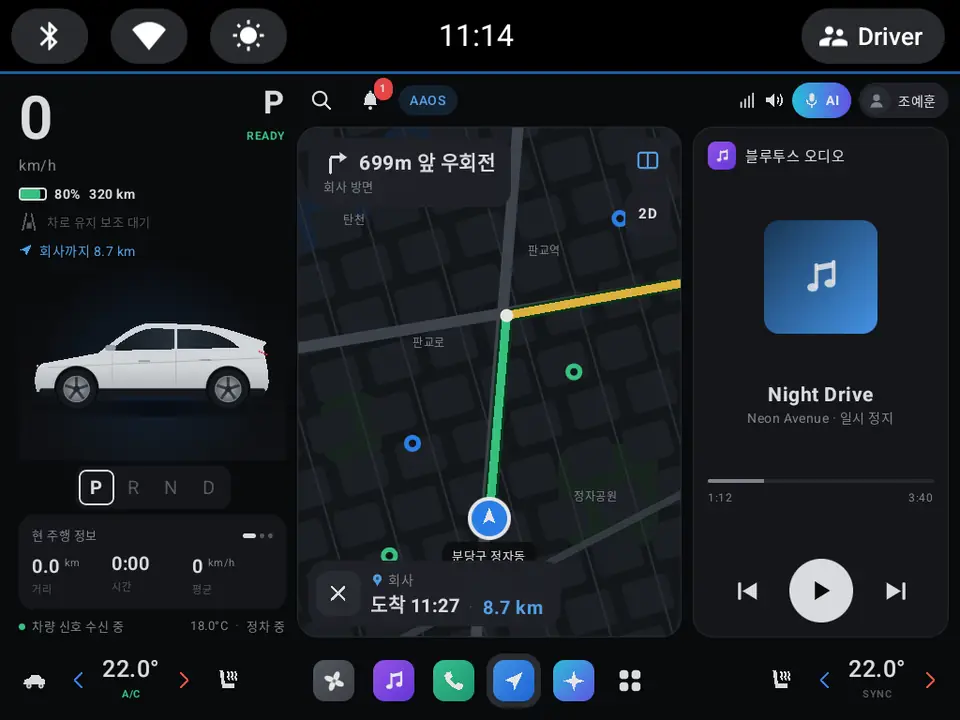 11:14
Driver
0
P
READY
km/h
80% 320 km
차로 유지 보조 대기
회사까지 8.7 km
P R N D
현 주행 정보
0.0 km
거리
0:00
시간
0 km/h
평균
차량 신호 수신 중
18.0°C · 정차 중
1
AAOS
AI
조예훈
699m 앞 우회전
회사 방면
2D
탄천
판교역
판교로
정자공원
분당구 정자동
회사
도착 11:27 · 8.7 km
블루투스 오디오
Night Drive
Neon Avenue · 일시 정지
1:12
3:40
22.0°
A/C
22.0°
SYNC